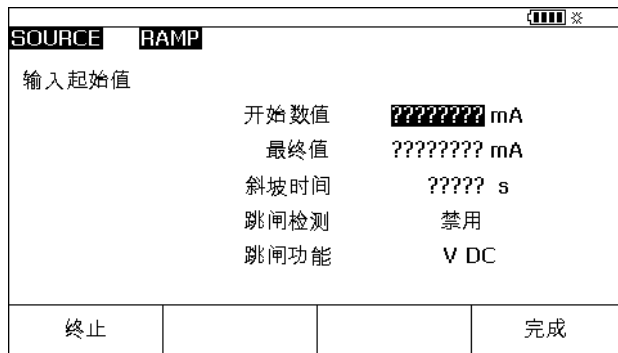 SOURCE RAMP
输入起始值
开始数值 ???????? mA
最终值 ???????? mA
斜坡时间 ????? s
跳闸检测 禁用
跳闸功能 V DC
终止 完成